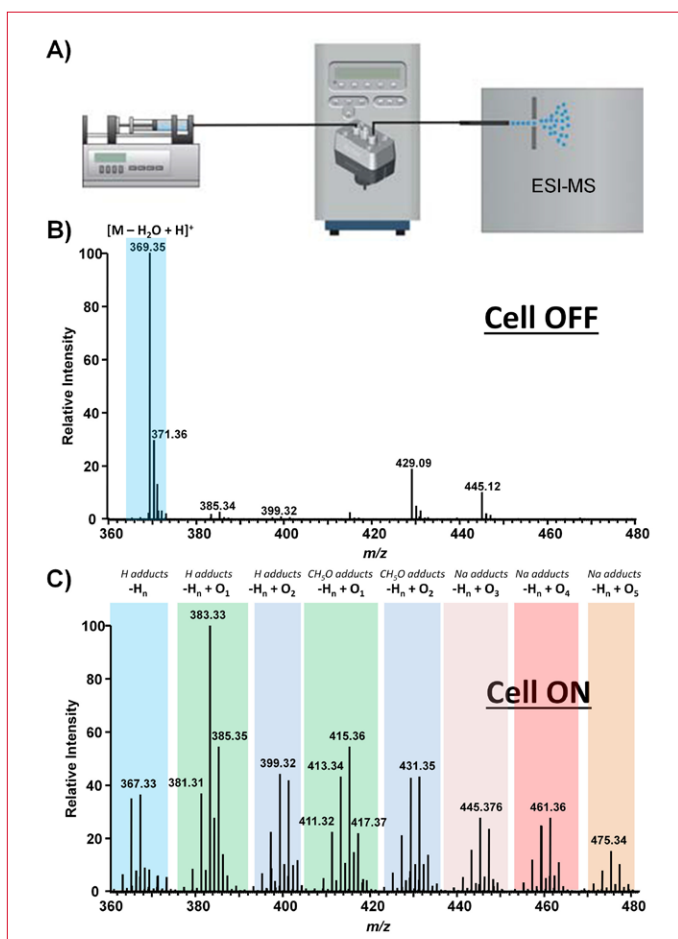 A)
ESI-MS
B)
[M – H₂O + H]⁺
369.35
Cell OFF
100
80
60
40
20
0
Relative Intensity
371.36
385.34
399.32
429.09
445.12
360
380
400
420
440
460
480
m/z
C)
H adducts
-Hₙ
H adducts
-Hₙ + O₁
H adducts
-Hₙ + O₂
CH₅O adducts
-Hₙ + O₁
CH₅O adducts
-Hₙ + O₂
Na adducts
-Hₙ + O₃
Na adducts
-Hₙ + O₄
Na adducts
-Hₙ + O₅
Cell ON
100
80
60
40
20
0
Relative Intensity
367.33
381.31
383.33
385.35
399.32
411.32
413.34
415.36
417.37
431.35
445.376
461.36
475.34
360
380
400
420
440
460
480
m/z